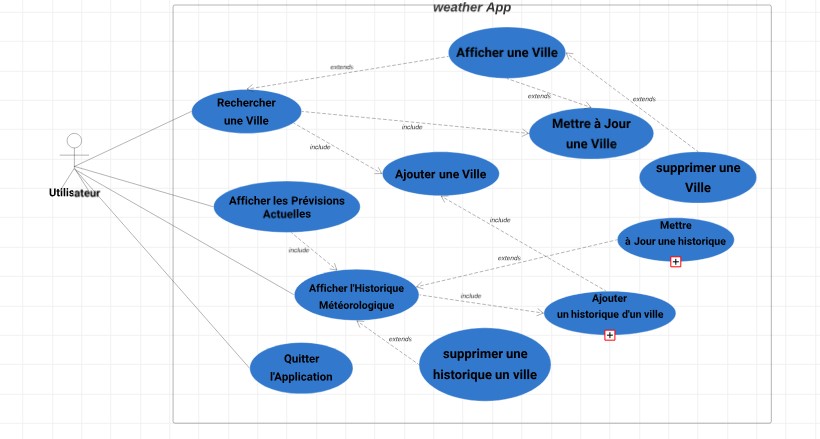 weather App
Afficher une Ville
extends
extends
extends
Rechercher
une Ville
include
Mettre à Jour
une Ville
include
Ajouter une Ville
supprimer une
Ville
Utilisateur
Afficher les Prévisions
Actuelles
include
Mettre
à Jour une historique
include
extends
Afficher l'Historique
Météorologique
include
Ajouter
un historique d'un ville
extends
supprimer une
historique un ville
Quitter
l'Application